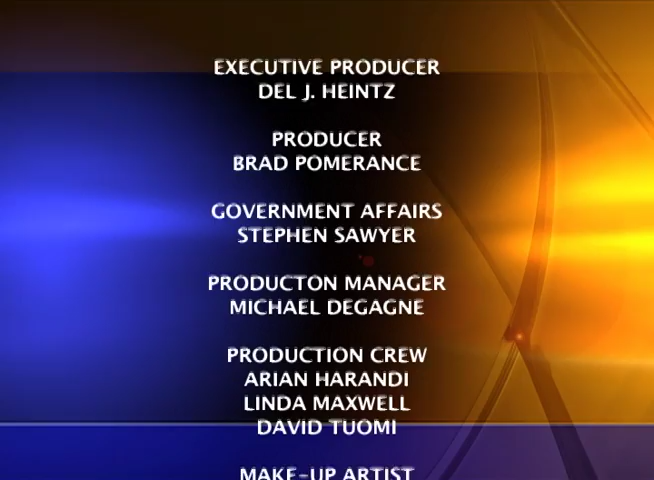 EXECUTIVE PRODUCER
DEL J. HEINTZ
PRODUCER
BRAD POMERANCE
GOVERNMENT AFFAIRS
STEPHEN SAWYER
PRODUCTON MANAGER
MICHAEL DEGAGNE
PRODUCTION CREW
ARIAN HARANDI
LINDA MAXWELL
DAVID TUOMI
MAKE-UP ARTIST